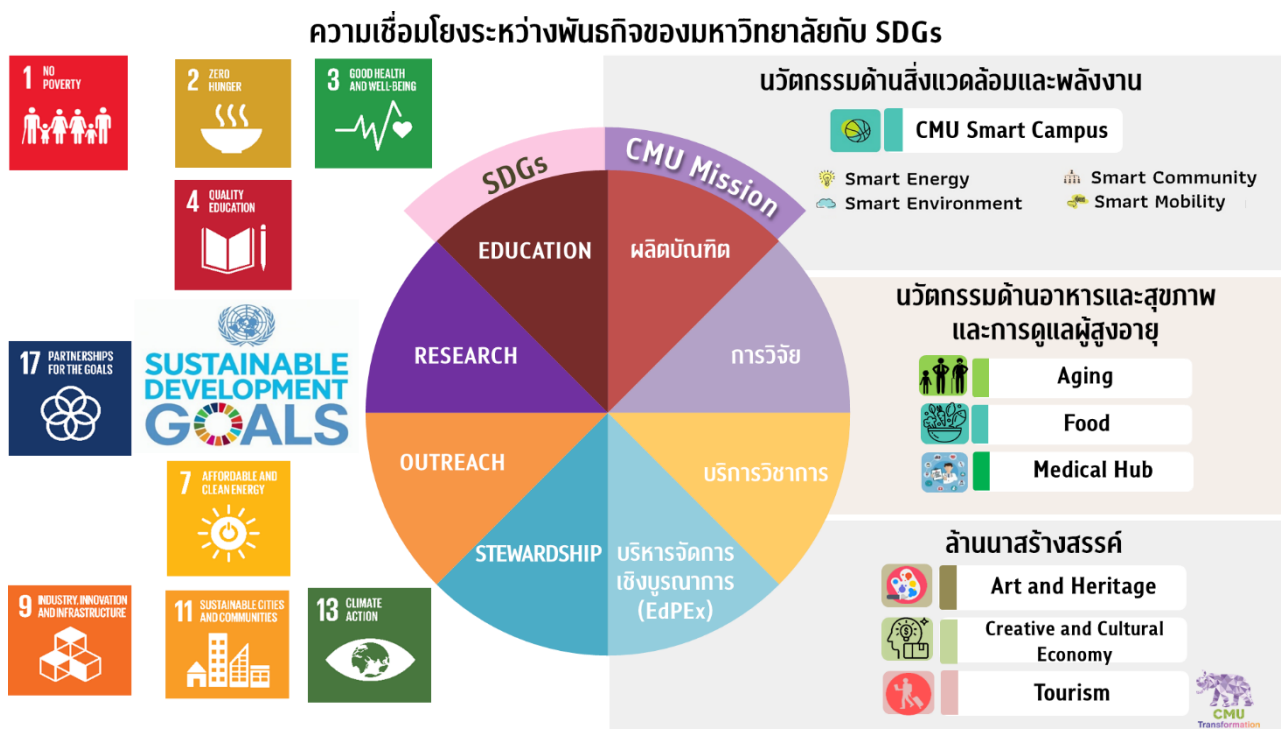 ความเชื่อมโยงระหว่างพันธกิจของมหาวิทยาลัยกับ SDGs
1 NO
POVERTY
2 ZERO
HUNGER
3 GOOD HEALTH
AND WELL-BEING
4 QUALITY
EDUCATION
17 PARTNERSHIPS
FOR THE GOALS
SUSTAINABLE
DEVELOPMENT
GOALS
7 AFFORDABLE AND
CLEAN ENERGY
9 INDUSTRY, INNOVATION
AND INFRASTRUCTURE
11 SUSTAINABLE CITIES
AND COMMUNITIES
13 CLIMATE
ACTION
SDGs
CMU Mission
EDUCATION
ผลิตบัณฑิต
RESEARCH
การวิจัย
OUTREACH
บริการวิชาการ
STEWARDSHIP
บริหารจัดการ
เชิงบูรณาการ
(EdPEx)
นวัตกรรมด้านสิ่งแวดล้อมและพลังงาน
CMU Smart Campus
Smart Energy
Smart Community
Smart Environment
Smart Mobility
นวัตกรรมด้านอาหารและสุขภาพ
และการดูแลผู้สูงอายุ
Aging
Food
Medical Hub
ล้านนาสร้างสรรค์
Art and Heritage
Creative and Cultural
Economy
Tourism
CMU
Transformation